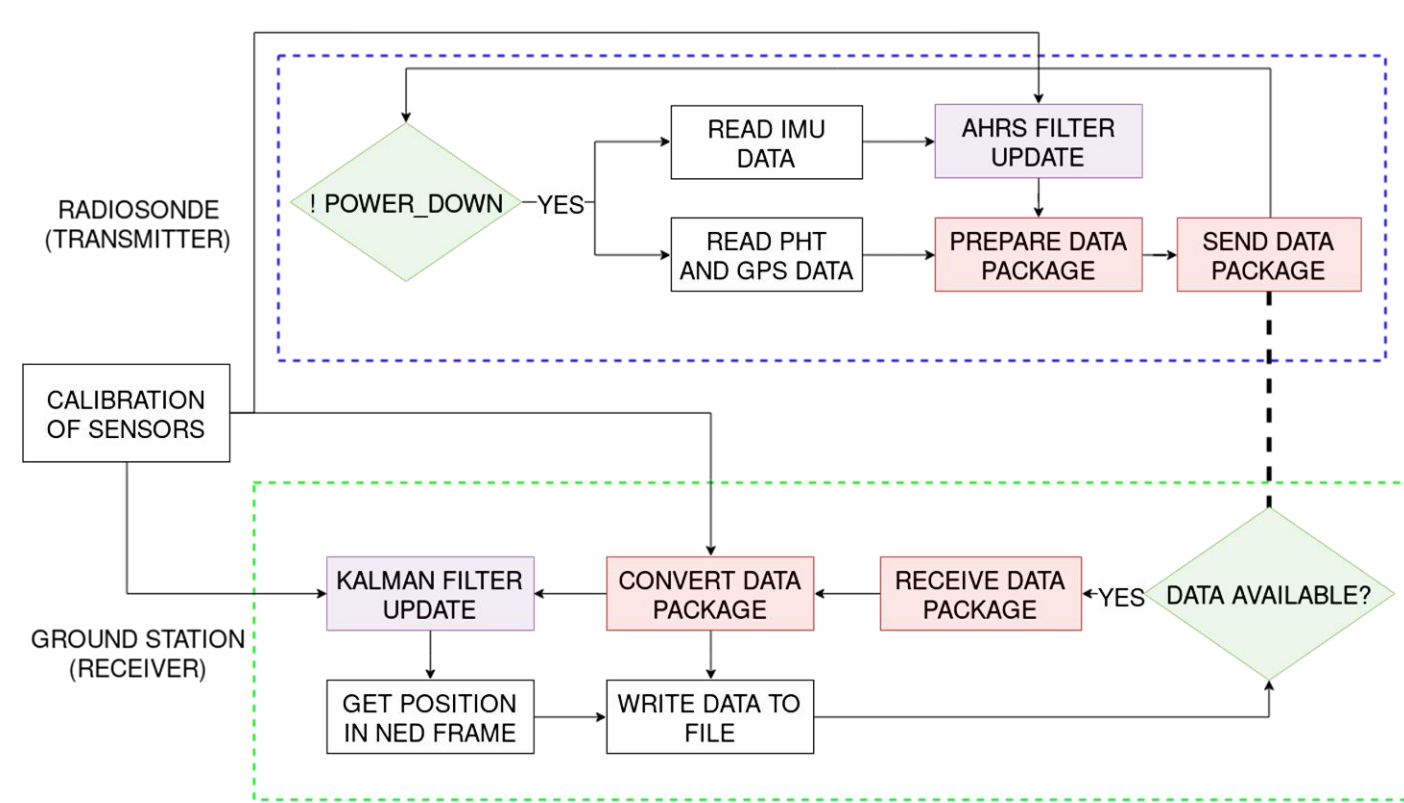 READ IMU
DATA
AHRS FILTER
UPDATE
! POWER_DOWN
YES
RADIOSONDE
(TRANSMITTER)
READ PHT
AND GPS DATA
PREPARE DATA
PACKAGE
SEND DATA
PACKAGE
CALIBRATION
OF SENSORS
KALMAN FILTER
UPDATE
CONVERT DATA
PACKAGE
RECEIVE DATA
PACKAGE
YES
DATA AVAILABLE?
GROUND STATION
(RECEIVER)
GET POSITION
IN NED FRAME
WRITE DATA TO
FILE